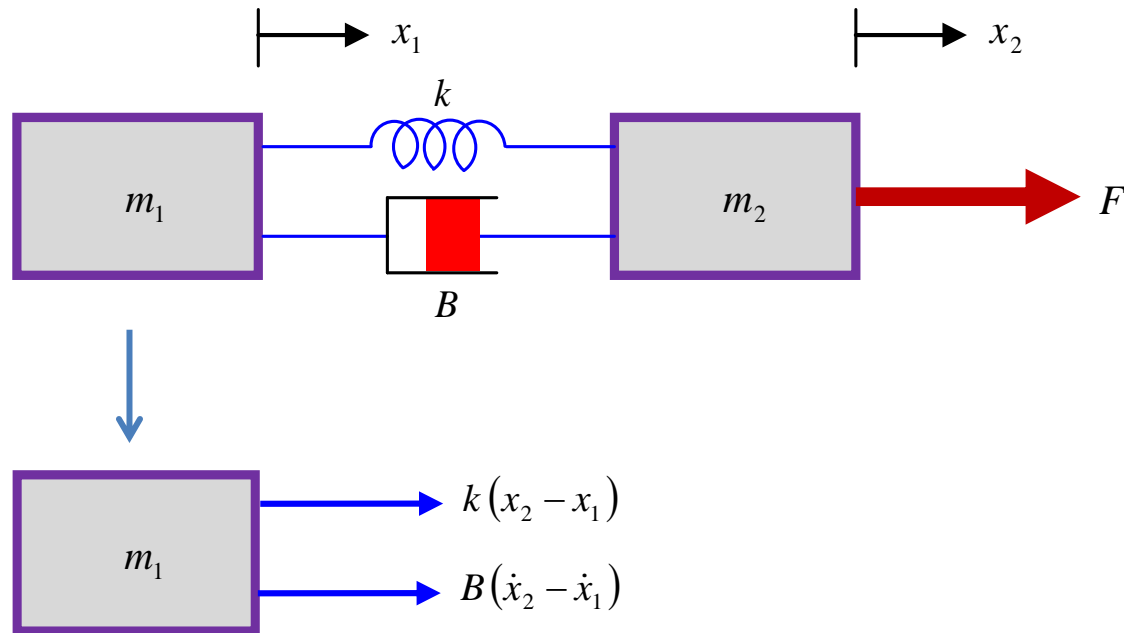 x₁ x₂
k
m₁ m₂ F
B
k(x₂ − x₁)
m₁
B(ẋ₂ − ẋ₁)